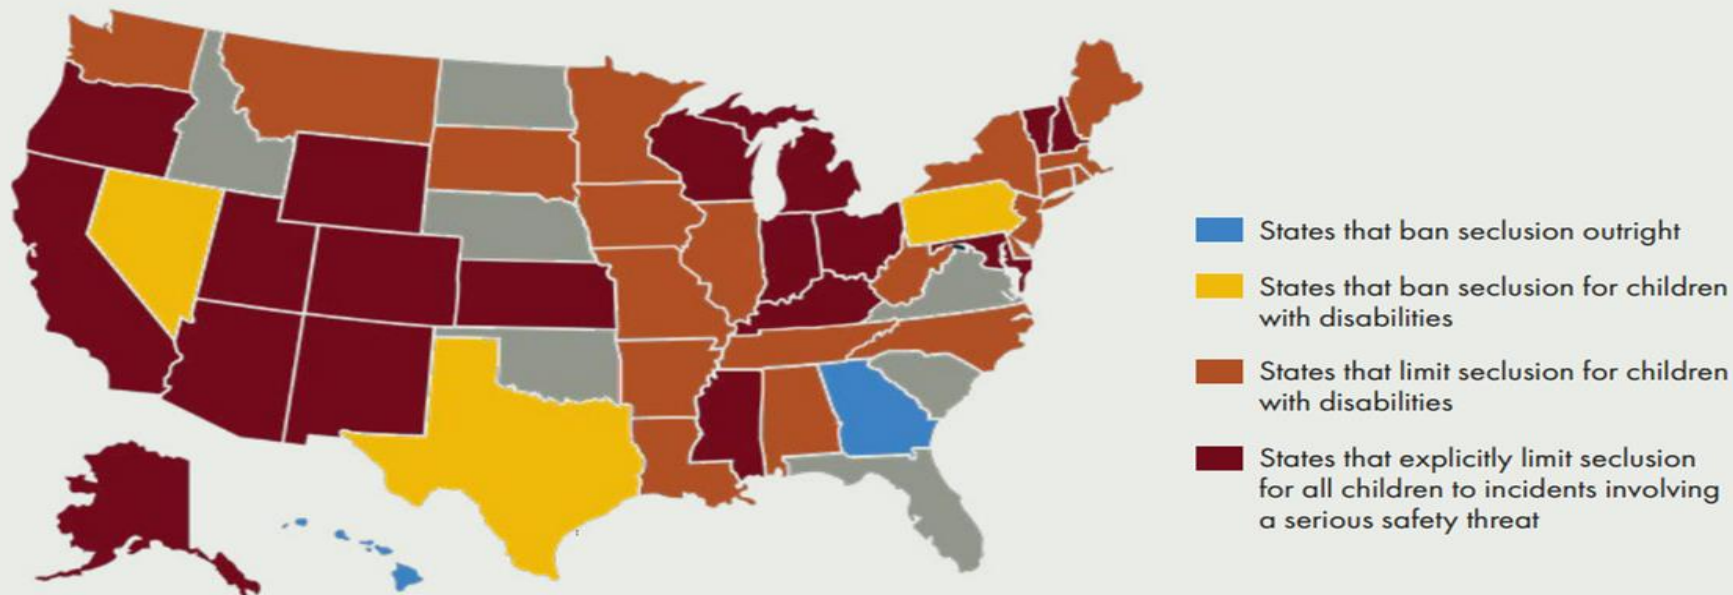 States that ban seclusion outright
States that ban seclusion for children
with disabilities
States that limit seclusion for children
with disabilities
States that explicitly limit seclusion
for all children to incidents involving
a serious safety threat